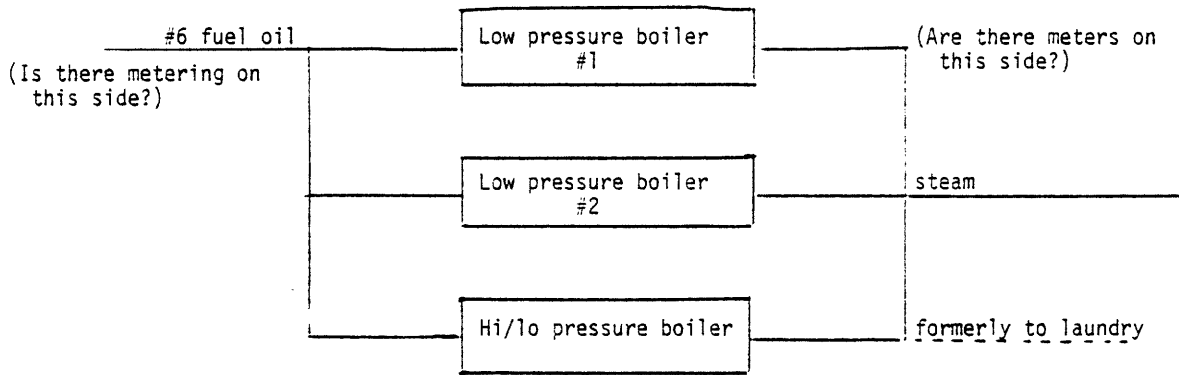 #6 fuel oil
(Is there metering on
this side?)
Low pressure boiler
#1
(Are there meters on
this side?)
Low pressure boiler
#2
steam
Hi/lo pressure boiler
formerly to laundry